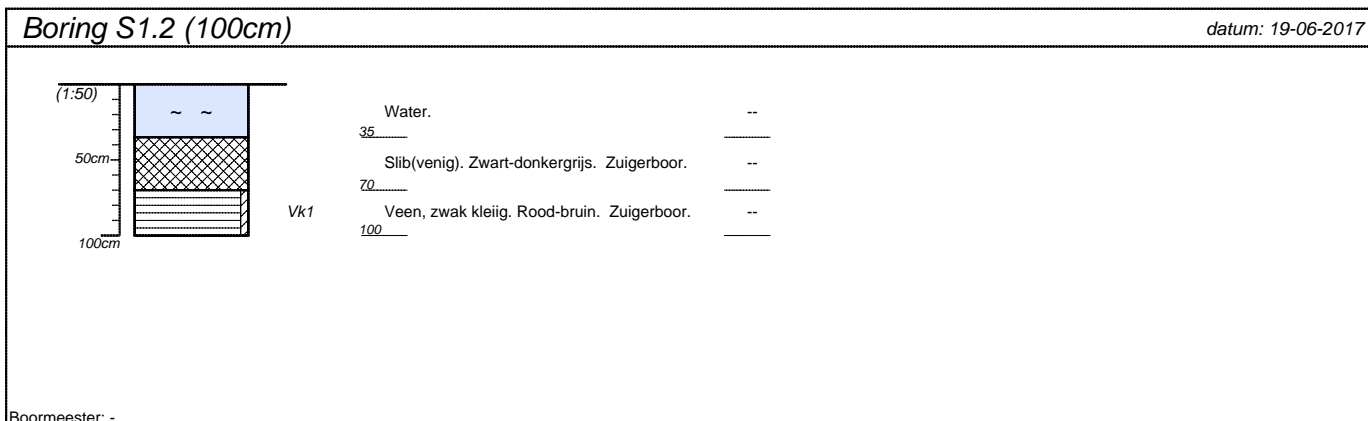 Boring S1.2 (100cm) datum: 19-06-2017
(1:50)
~ ~ Water. --
35
50cm Slib(venig). Zwart-donkergrijs. Zuigerboor. --
70
Vk1 Veen, zwak kleiig. Rood-bruin. Zuigerboor. --
100
100cm
Boormeester: -